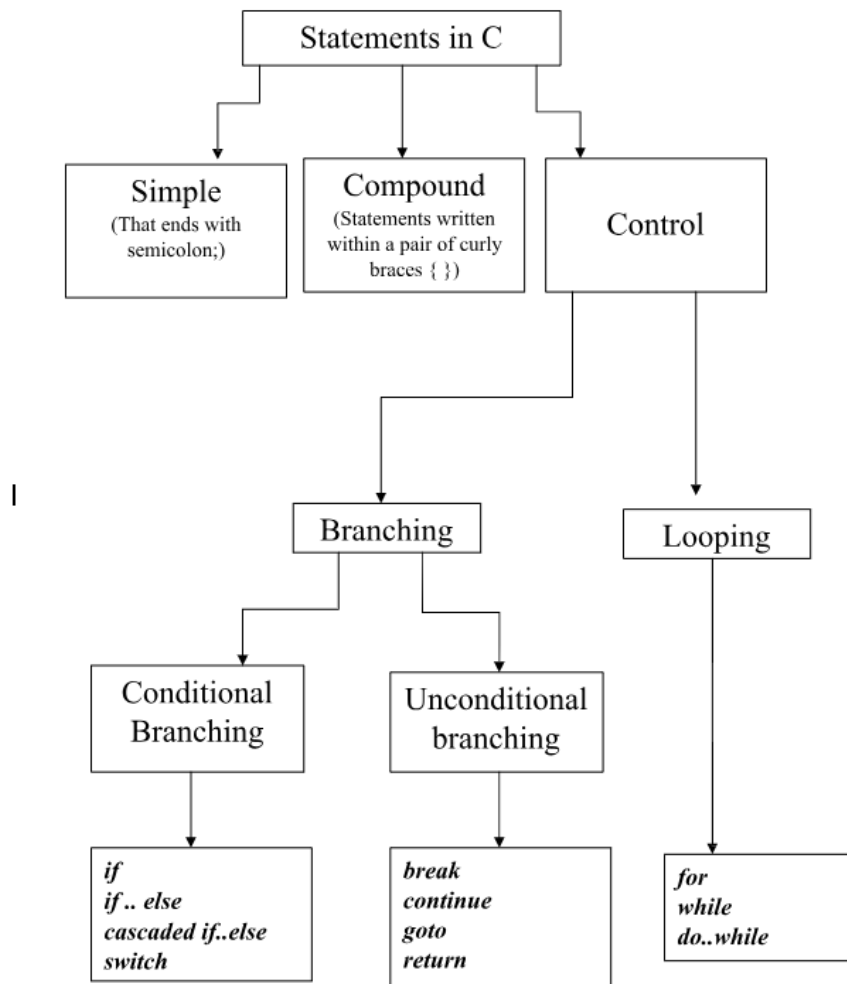 Statements in C
Simple
(That ends with
semicolon;)
Compound
(Statements written
within a pair of curly
braces { })
Control
Branching
Looping
Conditional
Branching
Unconditional
branching
if
if .. else
cascaded if..else
switch
break
continue
goto
return
for
while
do..while